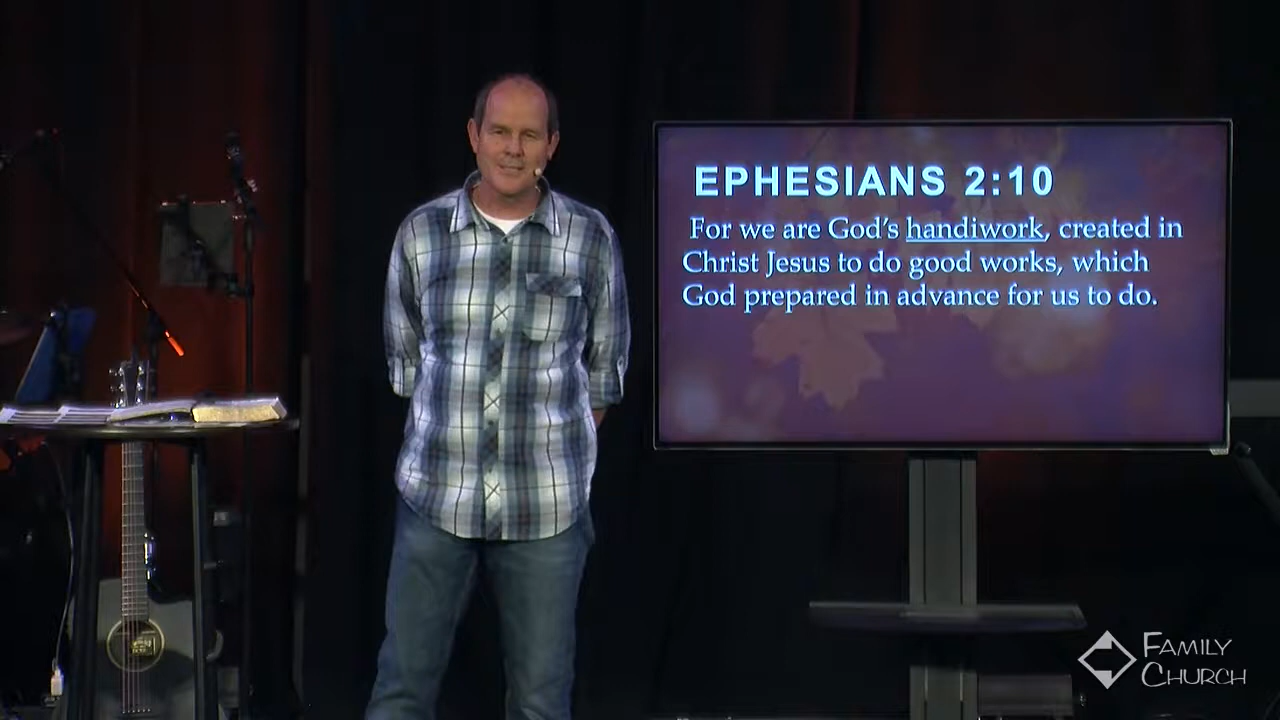 EPHESIANS 2:10
For we are God's handiwork, created in
Christ Jesus to do good works, which
God prepared in advance for us to do.
FAMILY
CHURCH